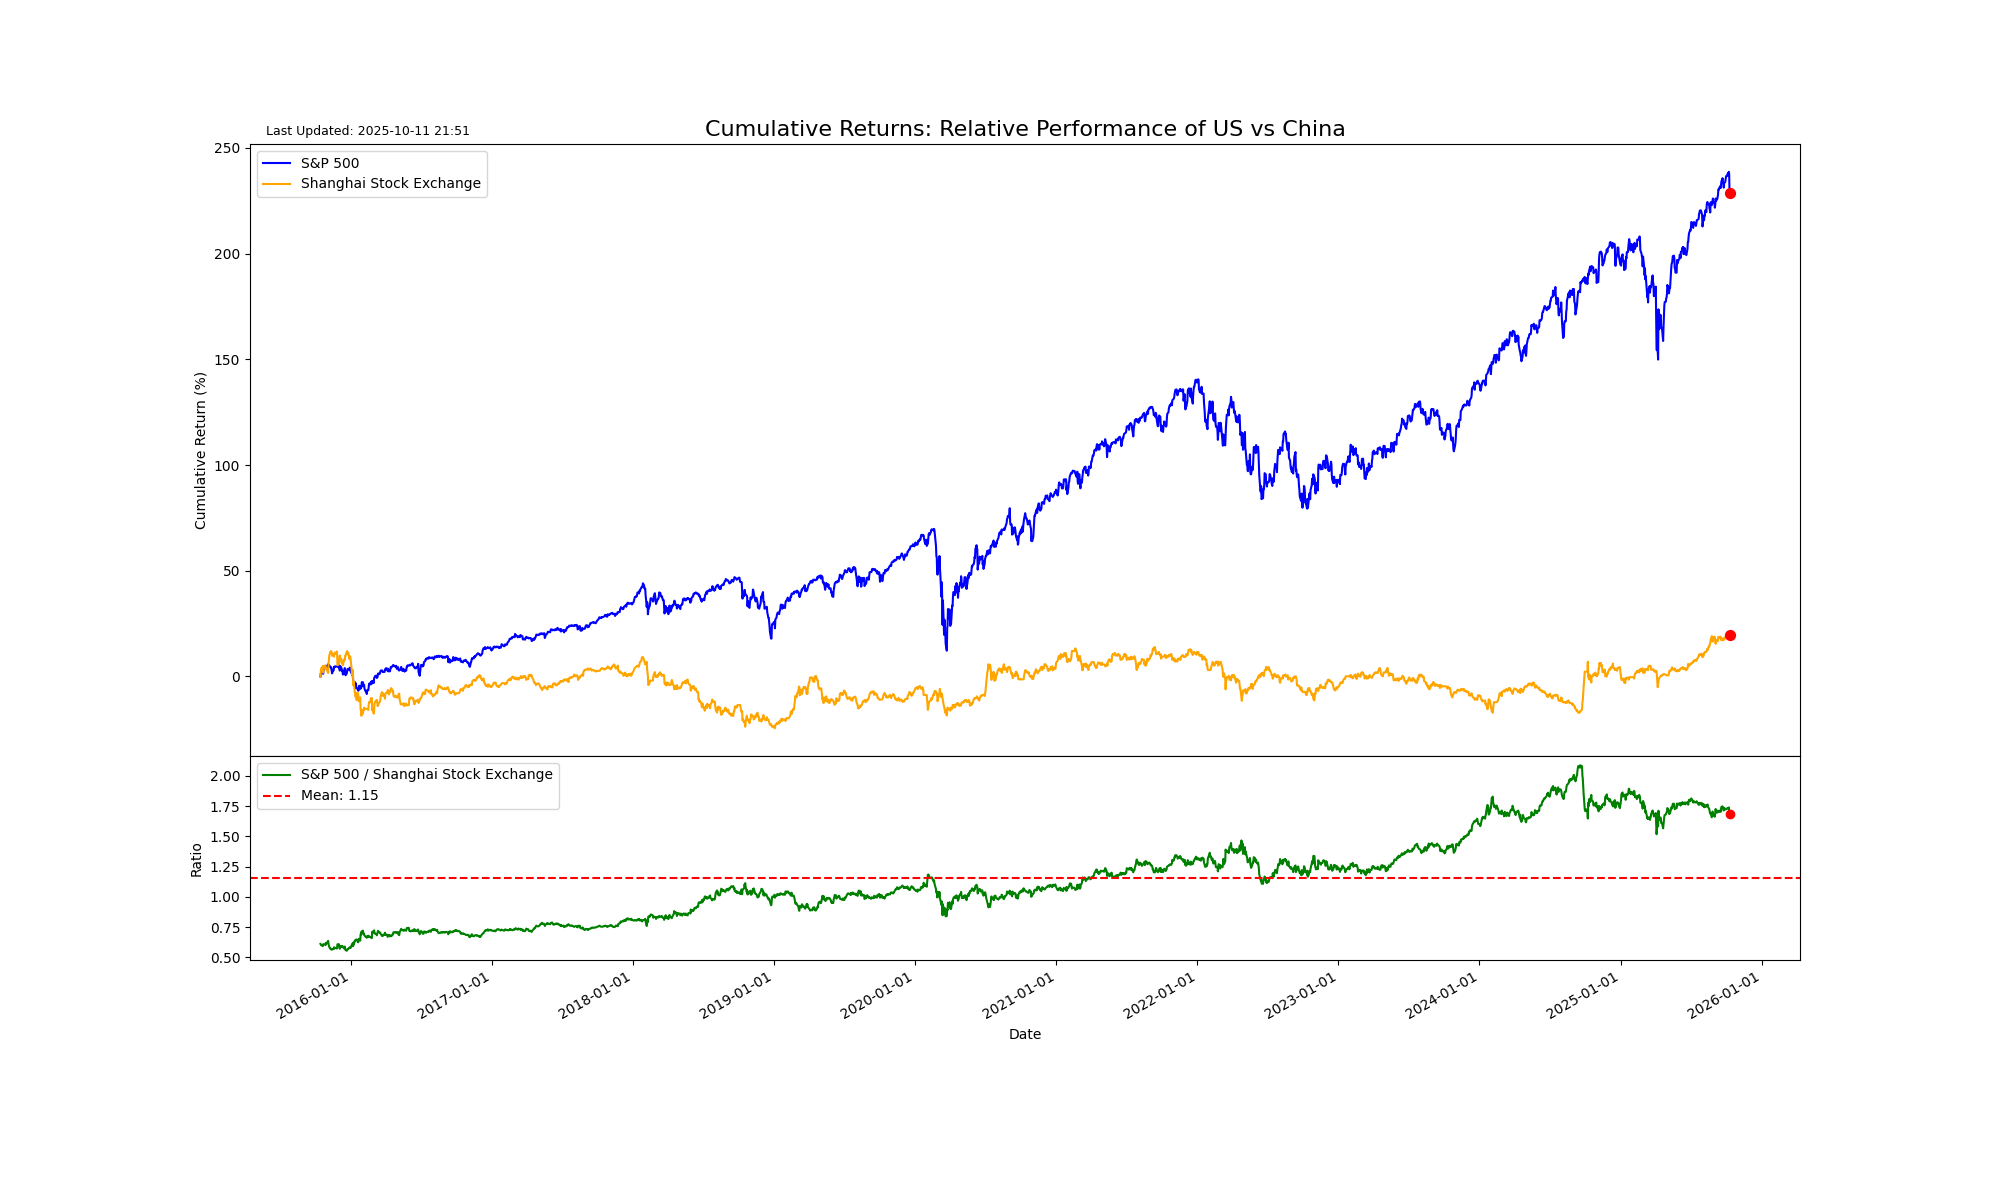 Last Updated: 2025-10-11 21:51
Cumulative Returns: Relative Performance of US vs China
S&P 500
Shanghai Stock Exchange
Cumulative Return (%)
250
200
150
100
50
0
S&P 500 / Shanghai Stock Exchange
Mean: 1.15
Ratio
2.00
1.75
1.50
1.25
1.00
0.75
0.50
2016-01-01
2017-01-01
2018-01-01
2019-01-01
2020-01-01
2021-01-01
2022-01-01
2023-01-01
2024-01-01
2025-01-01
2026-01-01
Date